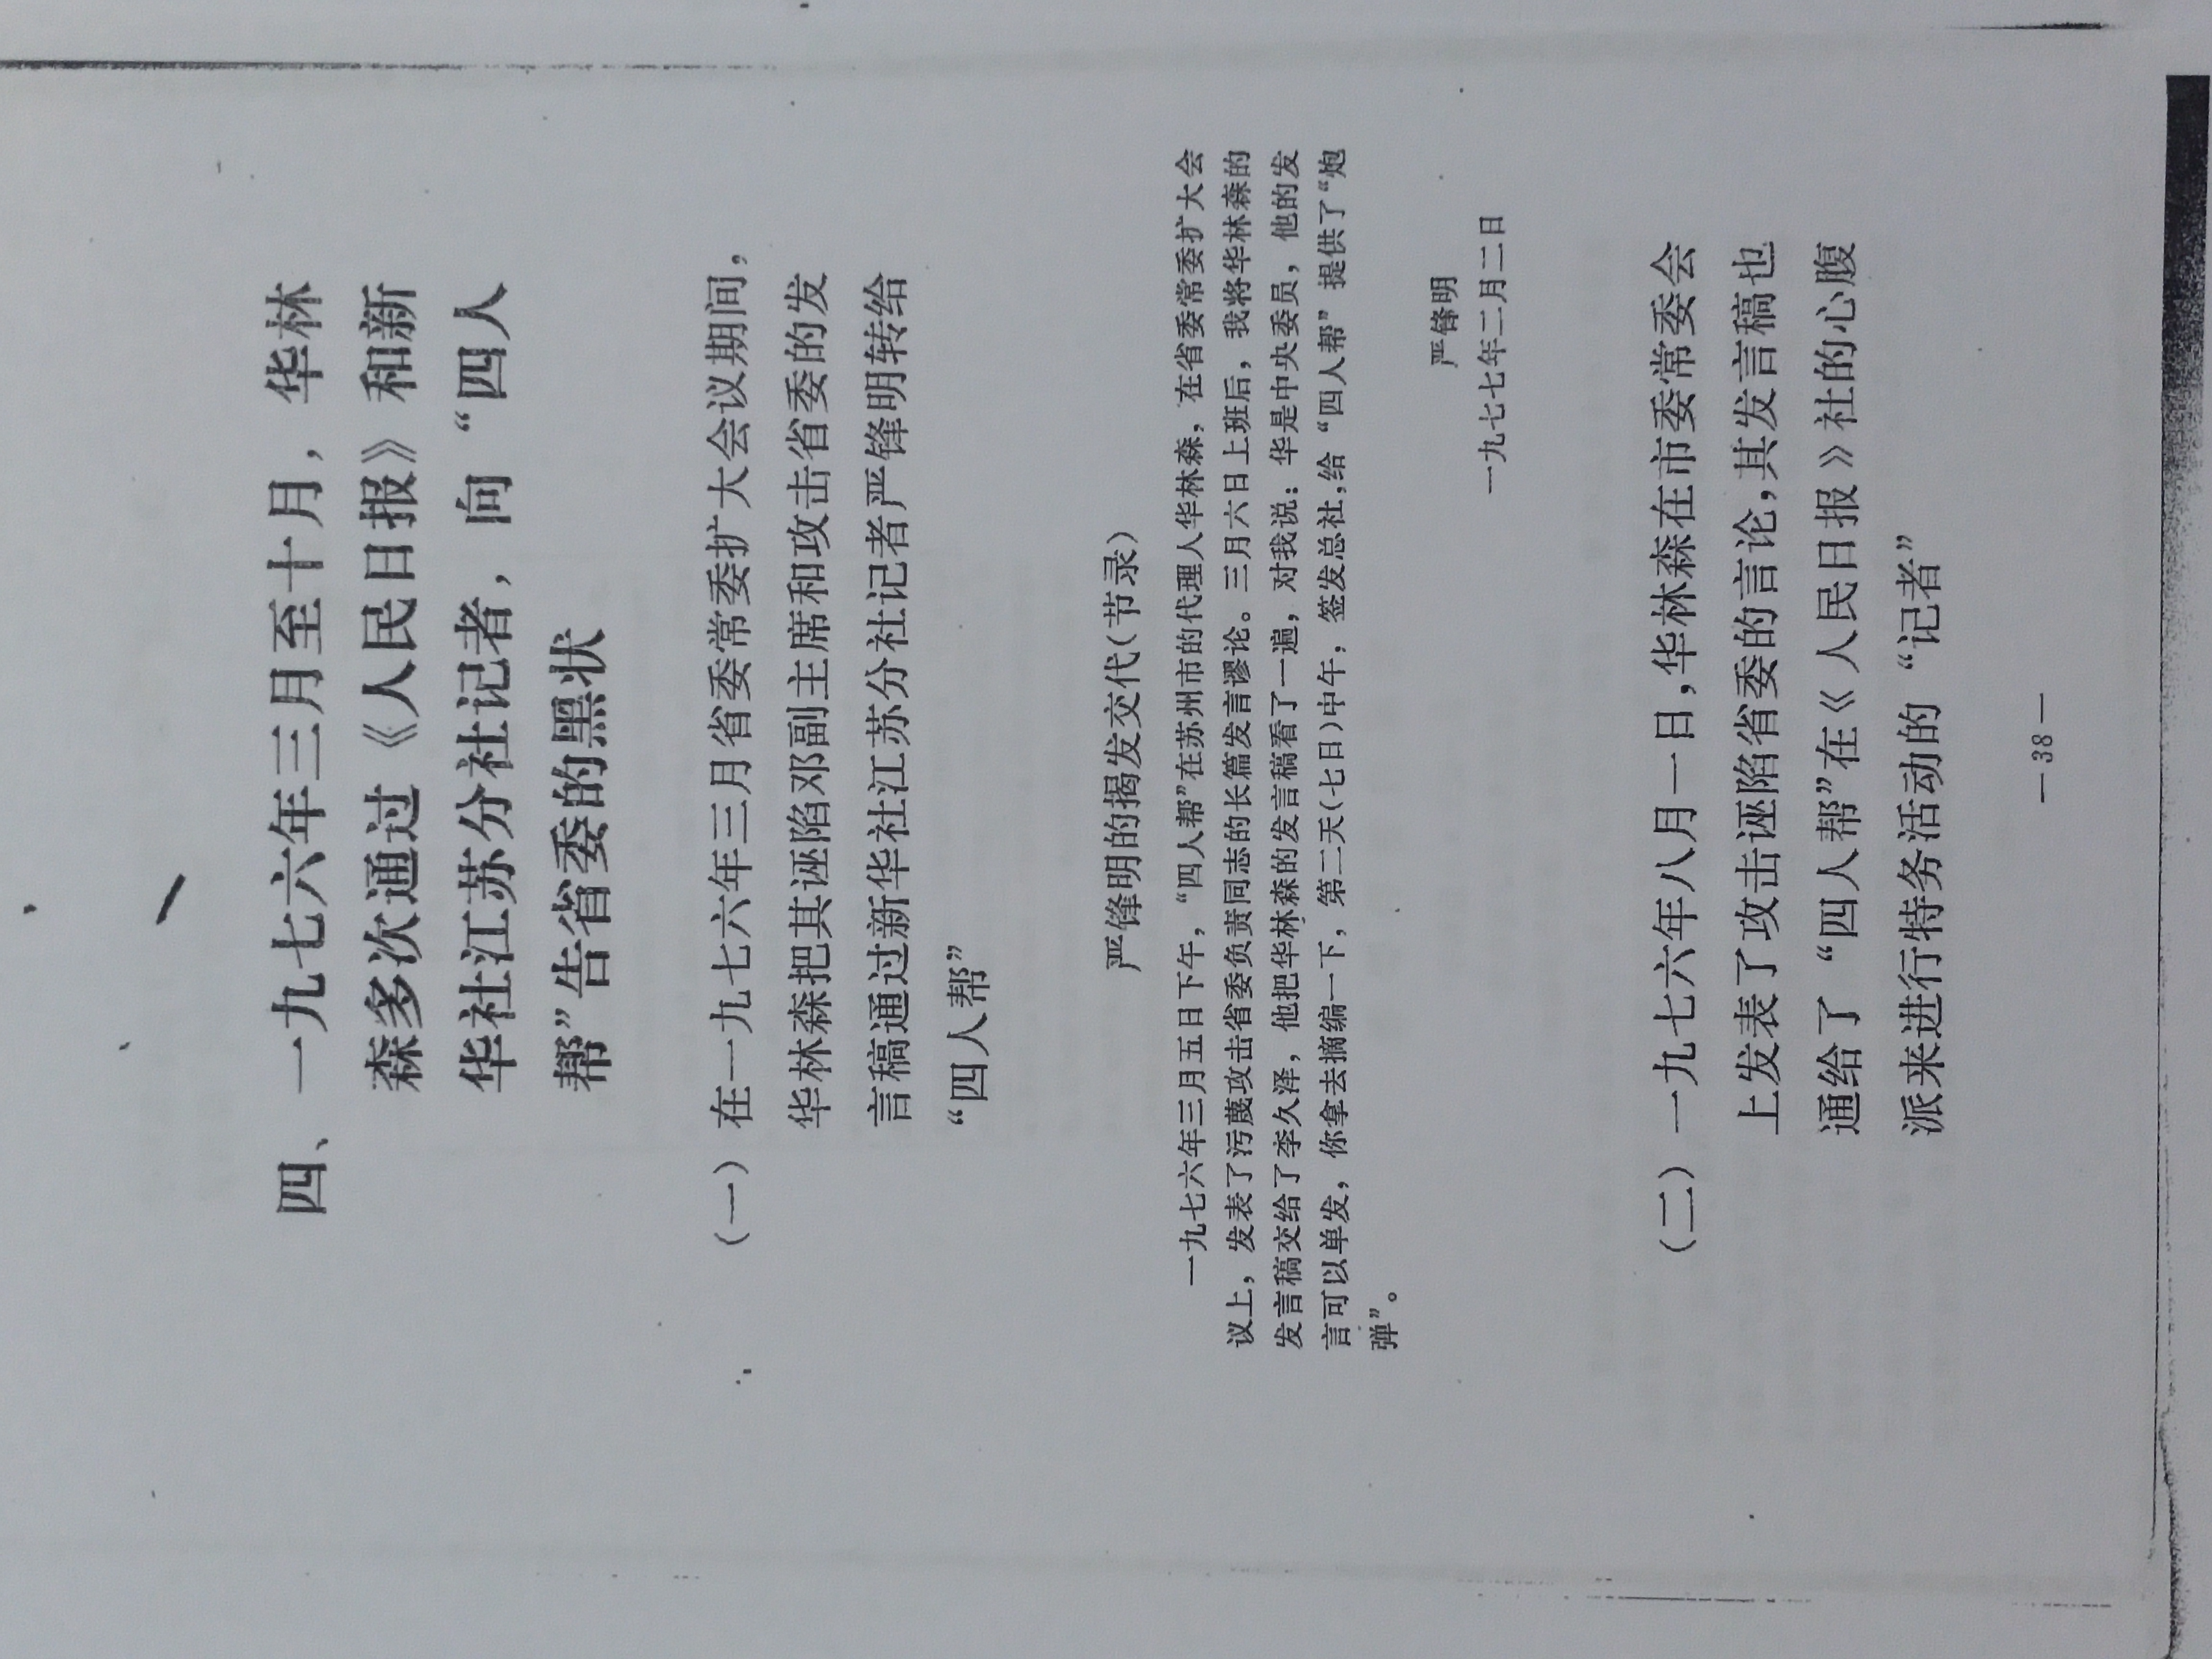 四、一九七六年三月至十月，华林
森多次通过《人民日报》和新
华社江苏分社记者，向“四人
帮”告省委的黑状
（一）在一九七六年三月省委常委扩大会议期间，
华林森把其诬陷邓副主席和攻击省委的发
言稿通过新华社江苏分社记者严锋明转给
“四人帮”
严锋明的揭发交代（节录）
一九七六年三月五日下午，“四人帮”在苏州市的代理人华林森，在省委常委扩大会
议上，发表了污蔑攻击省委负责同志的长篇发言谬论。三月六日上班后，我将华林森的
发言稿交给了李久泽，他把华林森的发言稿看了一遍，对我说：华是中央委员，他的发
言可以单发，你拿去摘编一下，第二天（七日）中午，签发总社，给“四人帮”提供了“炮
弹”。
严锋明
一九七七年二月二日
（二）一九七六年八月一日，华林森在市委常委会
上发表了攻击诬陷省委的言论，其发言稿也
通给了“四人帮”在《人民日报》社的心腹
派来进行特务活动的“记者”
— 38 —